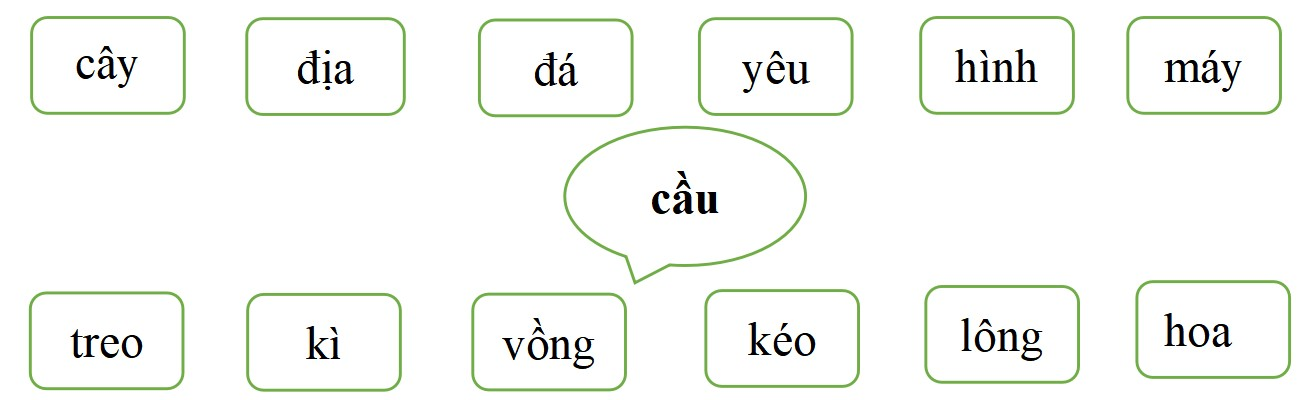 cây địa đá yêu hình máy
cầu
treo kì vồng kéo lông hoa